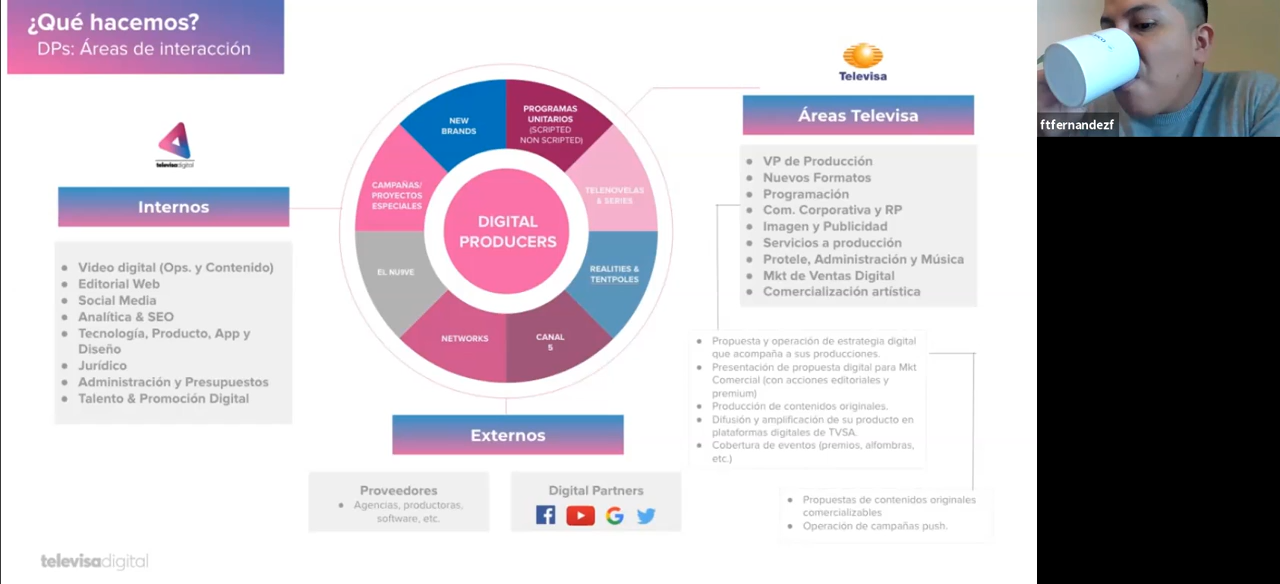 ¿Qué hacemos?
DPs: Áreas de interacción
televisadigital
Internos
Video digital (Ops. y Contenido)
Editorial Web
Social Media
Analítica & SEO
Tecnología, Producto, App y
Diseño
Jurídico
Administración y Presupuestos
Talento & Promoción Digital
NEW
BRANDS
PROGRAMAS
UNITARIOS
(SCRIPTED
NON SCRIPTED)
CAMPAÑAS/
PROYECTOS
ESPECIALES
TELENOVELAS
& SERIES
DIGITAL
PRODUCERS
EL NU9VE
REALITIES &
TENTPOLES
NETWORKS
CANAL
5
Externos
Proveedores
Agencias, productoras,
software, etc.
Digital Partners
Televisa
Áreas Televisa
VP de Producción
Nuevos Formatos
Programación
Com. Corporativa y RP
Imagen y Publicidad
Servicios a producción
Protele, Administración y Música
Mkt de Ventas Digital
Comercialización artística
Propuesta y operación de estrategia digital
que acompaña a sus producciones.
Presentación de propuesta digital para Mkt
Comercial (con acciones editoriales y
premium)
Producción de contenidos originales.
Difusión y amplificación de su producto en
plataformas digitales de TVSA.
Cobertura de eventos (premios, alfombras,
etc.)
Propuestas de contenidos originales
comercializables
Operación de campañas push.
televisadigital
ftfernandezf